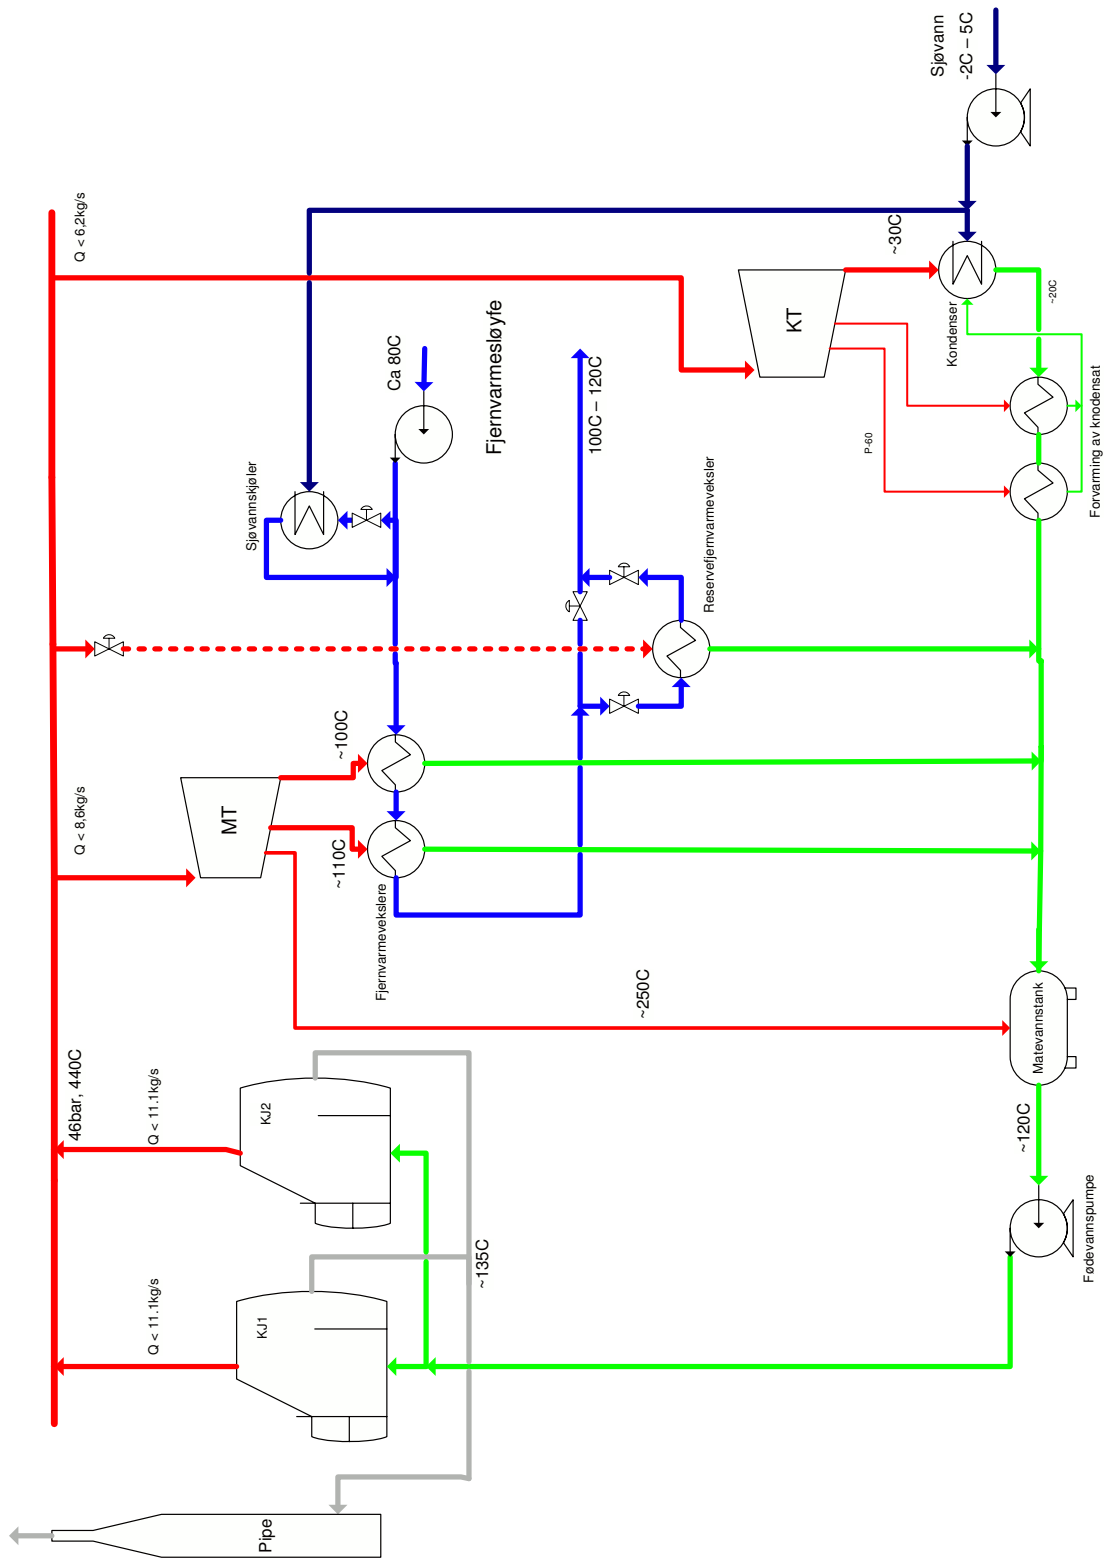 Pipe
Q < 11.1kg/s
KJ1
Q < 11.1kg/s
KJ2
46bar, 440C
~135C
Fødevannspumpe
~120C
Matevannstank
~250C
Q < 8,6kg/s
MT
~110C
~100C
Fjernvarmevekslere
Reservefjernvarmeveksler
100C – 120C
Sjøvannskjøler
Ca 80C
Fjernvarmesløyfe
Q < 6,2kg/s
KT
P-60
~30C
Kondenser
~20C
Forvarming av knodensat
Sjøvann
-2C – 5C